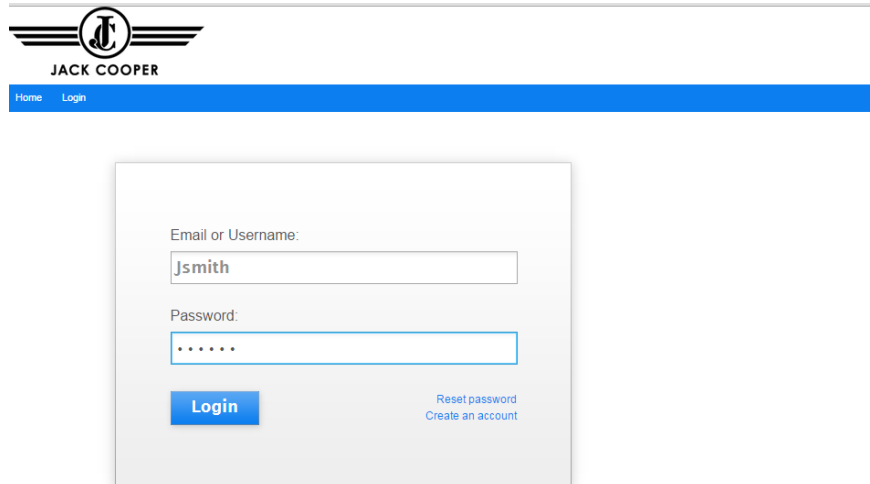 JC
JACK COOPER
Home Login
Email or Username:
Jsmith
Password:
••••••
Login
Reset password
Create an account